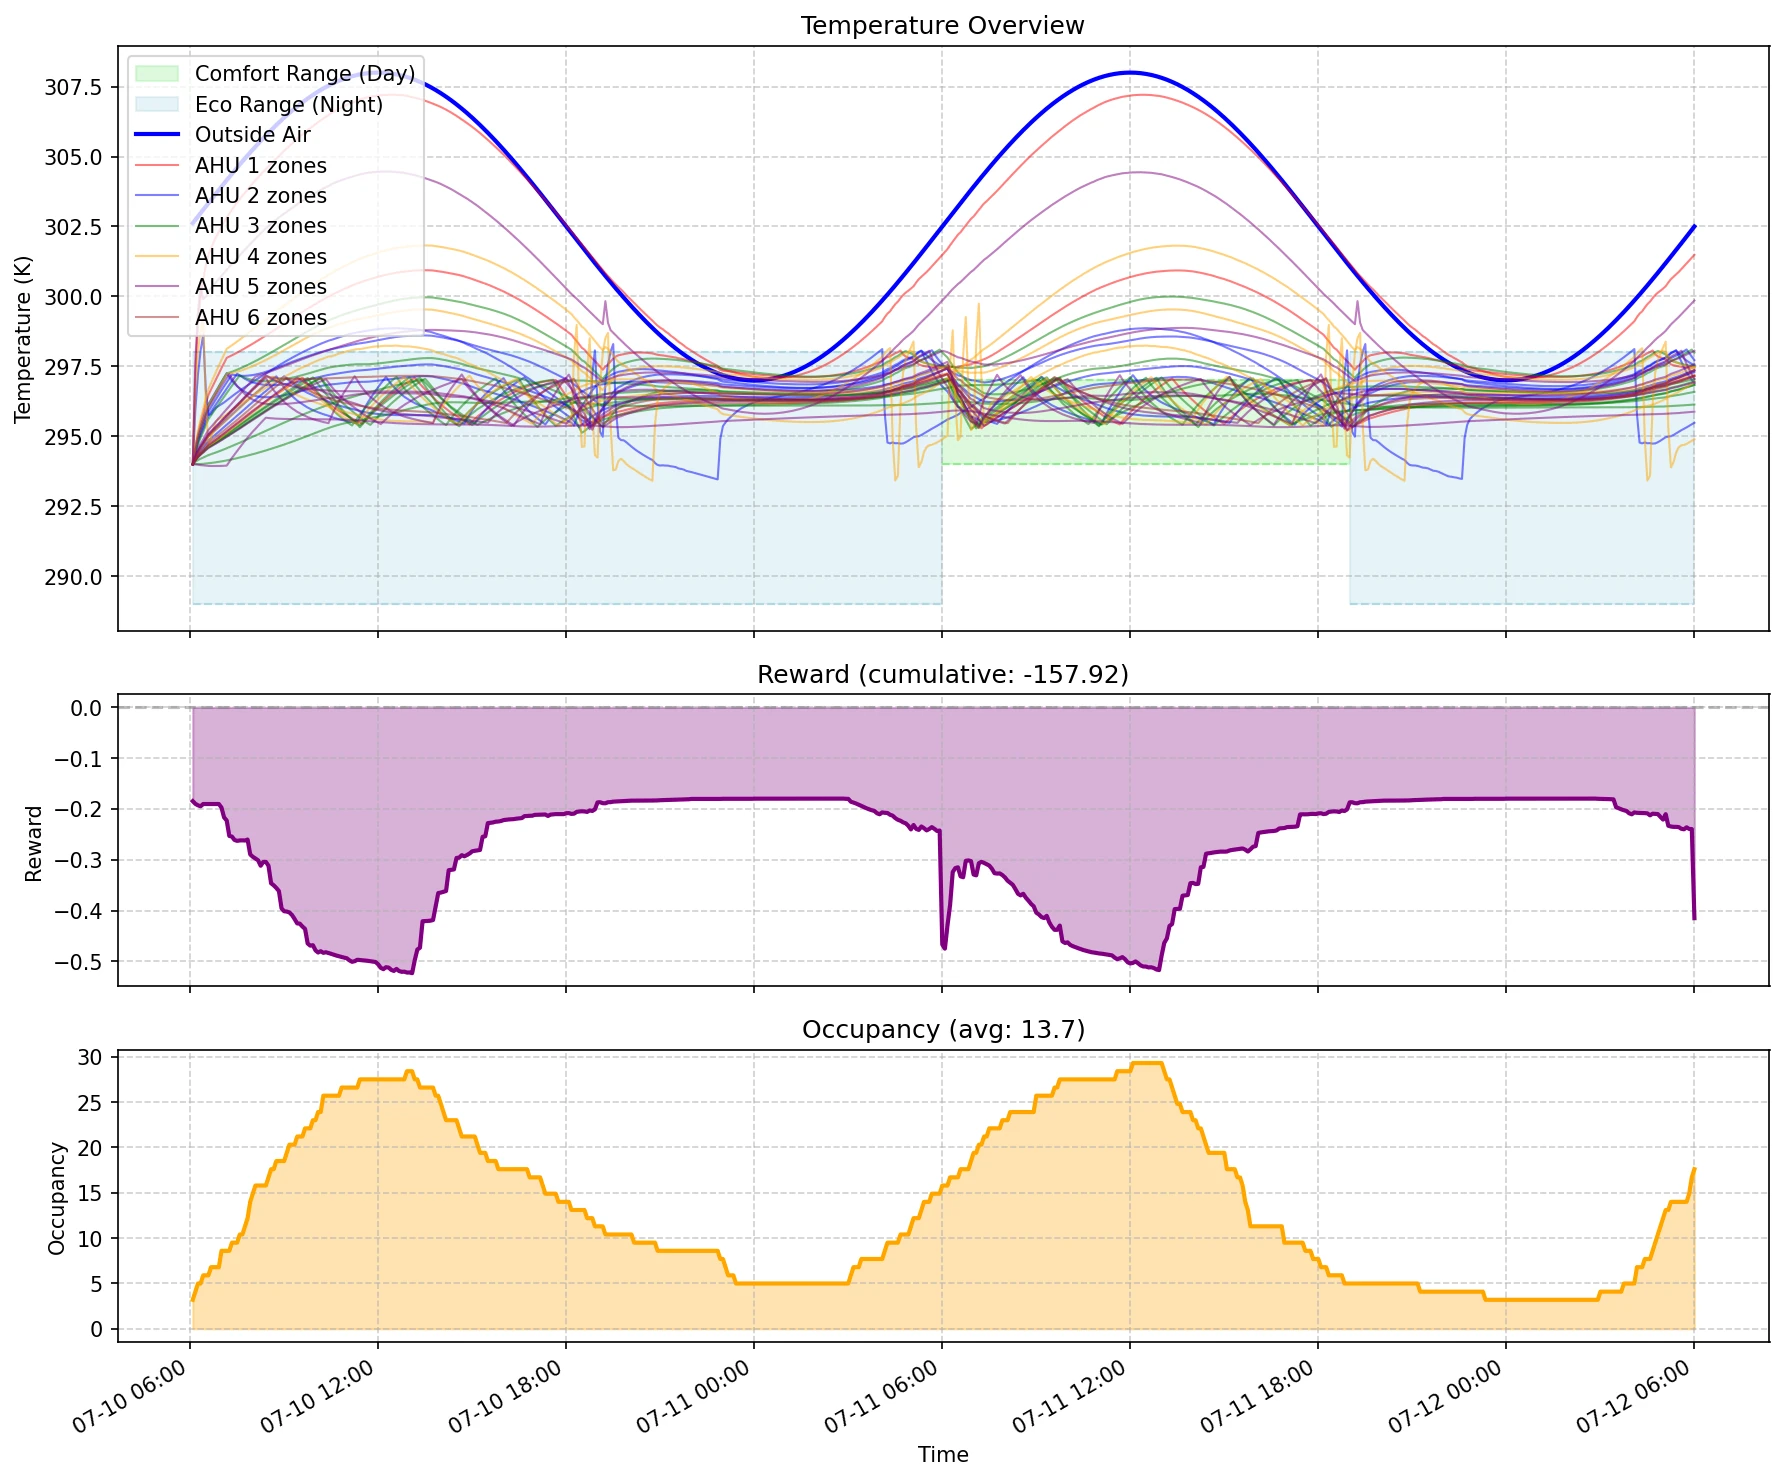 Temperature Overview
307.5
305.0
302.5
300.0
297.5
295.0
292.5
290.0
Temperature (K)
Comfort Range (Day)
Eco Range (Night)
Outside Air
AHU 1 zones
AHU 2 zones
AHU 3 zones
AHU 4 zones
AHU 5 zones
AHU 6 zones
Reward (cumulative: -157.92)
0.0
−0.1
−0.2
−0.3
−0.4
−0.5
Reward
Occupancy (avg: 13.7)
30
25
20
15
10
5
0
Occupancy
07-10 06:00
07-10 12:00
07-10 18:00
07-11 00:00
07-11 06:00
07-11 12:00
07-11 18:00
07-12 00:00
07-12 06:00
Time